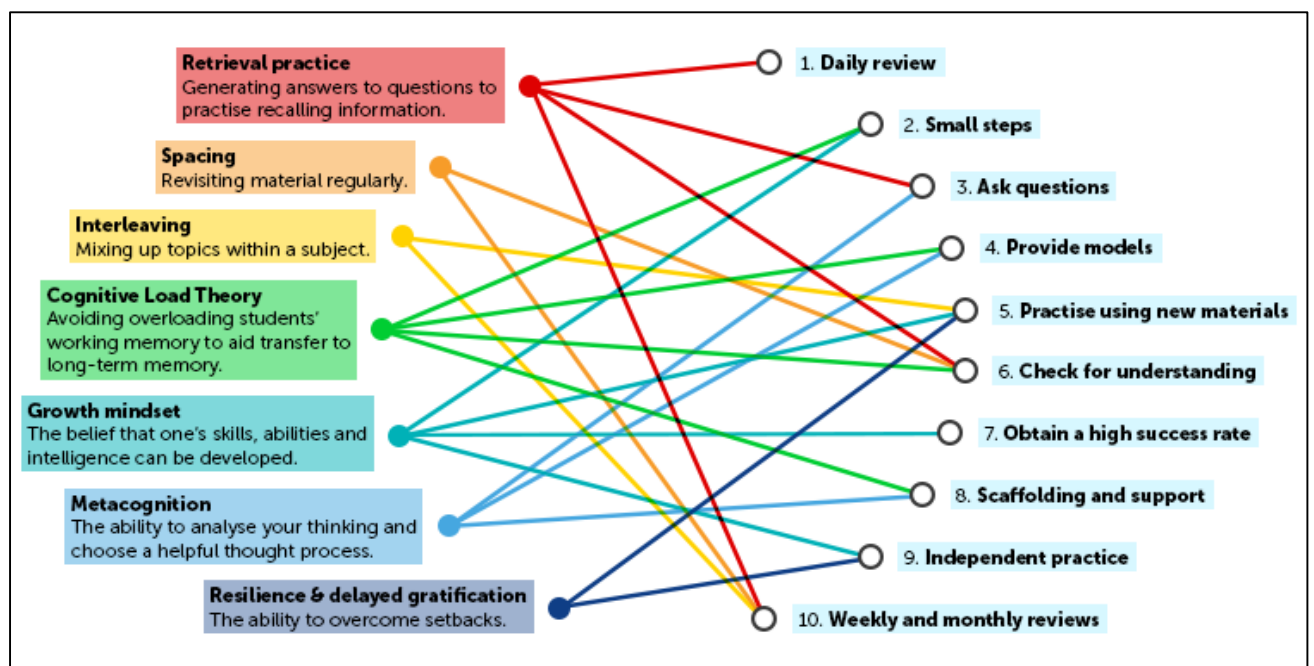 Retrieval practice
Generating answers to questions to
practise recalling information.
Spacing
Revisiting material regularly.
Interleaving
Mixing up topics within a subject.
Cognitive Load Theory
Avoiding overloading students’
working memory to aid transfer to
long-term memory.
Growth mindset
The belief that one’s skills, abilities and
intelligence can be developed.
Metacognition
The ability to analyse your thinking and
choose a helpful thought process.
Resilience & delayed gratification
The ability to overcome setbacks.
1. Daily review
2. Small steps
3. Ask questions
4. Provide models
5. Practise using new materials
6. Check for understanding
7. Obtain a high success rate
8. Scaffolding and support
9. Independent practice
10. Weekly and monthly reviews